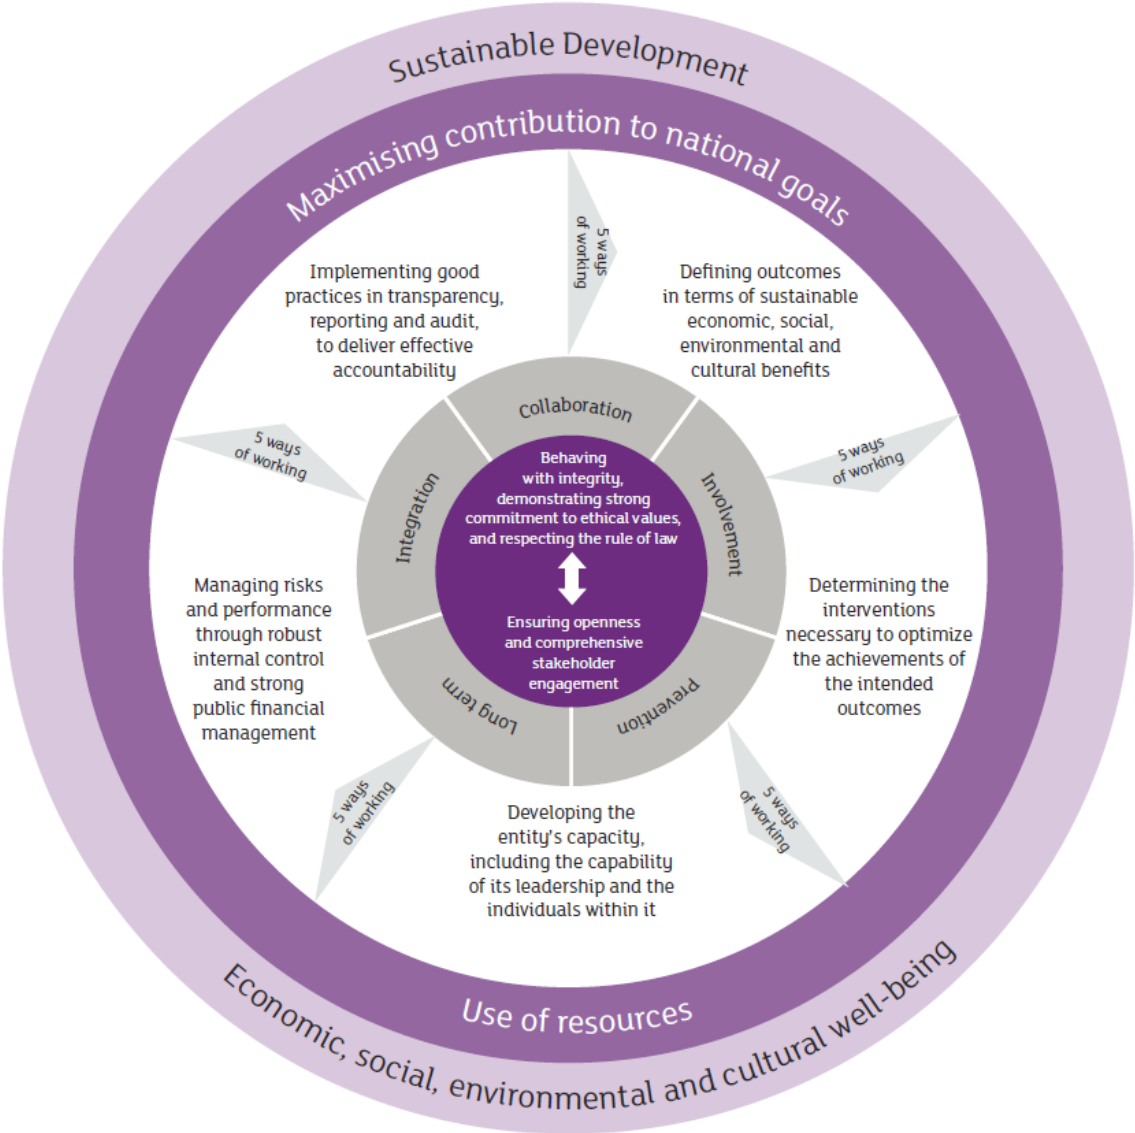 Sustainable Development
Maximising contribution to national goals
5 ways
of working
Implementing good
practices in transparency,
reporting and audit,
to deliver effective
accountability
Defining outcomes
in terms of sustainable
economic, social,
environmental and
cultural benefits
5 ways
of working
5 ways
of working
Collaboration
Integration
Involvement
Behaving
with integrity,
demonstrating strong
commitment to ethical values,
and respecting the rule of law
Ensuring openness
and comprehensive
stakeholder
engagement
Managing risks
and performance
through robust
internal control
and strong
public financial
management
Determining the
interventions
necessary to optimize
the achievements of
the intended
outcomes
Long term
Prevention
5 ways
of working
5 ways
of working
Developing the
entity's capacity,
including the capability
of its leadership and the
individuals within it
Use of resources
Economic, social, environmental and cultural well-being